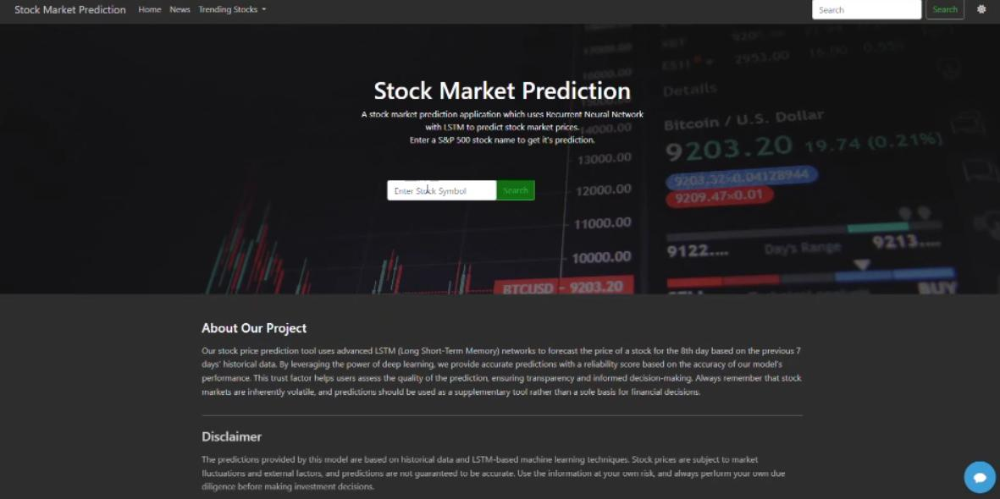 Stock Market Prediction Home News Trending Stocks Search Search
Stock Market Prediction
A stock market prediction application which uses Recurrent Neural Network
with LSTM to predict stock market prices.
Enter a S&P 500 stock name to get it's prediction.
Enter Stock Symbol Search
Details
2953.00 16.00 0.55%
Bitcoin / U.S. Dollar
9203.20 19.74 (0.21%)
9203.32×0.04128944
9209.47×0.01
14000.00
13000.00
12000.00
11000.00
10000.00
9122.... Day's Range 9213....
BTCUSD - 9203.20
SELL BUY
About Our Project
Our stock price prediction tool uses advanced LSTM (Long Short-Term Memory) networks to forecast the price of a stock for the 8th day based on the previous 7
days' historical data. By leveraging the power of deep learning, we provide accurate predictions with a reliability score based on the accuracy of our model's
performance. This trust factor helps users assess the quality of the prediction, ensuring transparency and informed decision-making. Always remember that stock
markets are inherently volatile, and predictions should be used as a supplementary tool rather than a sole basis for financial decisions.
Disclaimer
The predictions provided by this model are based on historical data and LSTM-based machine learning techniques. Stock prices are subject to market
fluctuations and external factors, and predictions are not guaranteed to be accurate. Use the information at your own risk, and always perform your own due
diligence before making investment decisions.